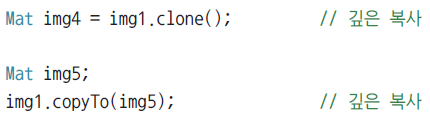 Mat img4 = img1.clone(); // 깊은 복사
Mat img5;
img1.copyTo(img5); // 깊은 복사